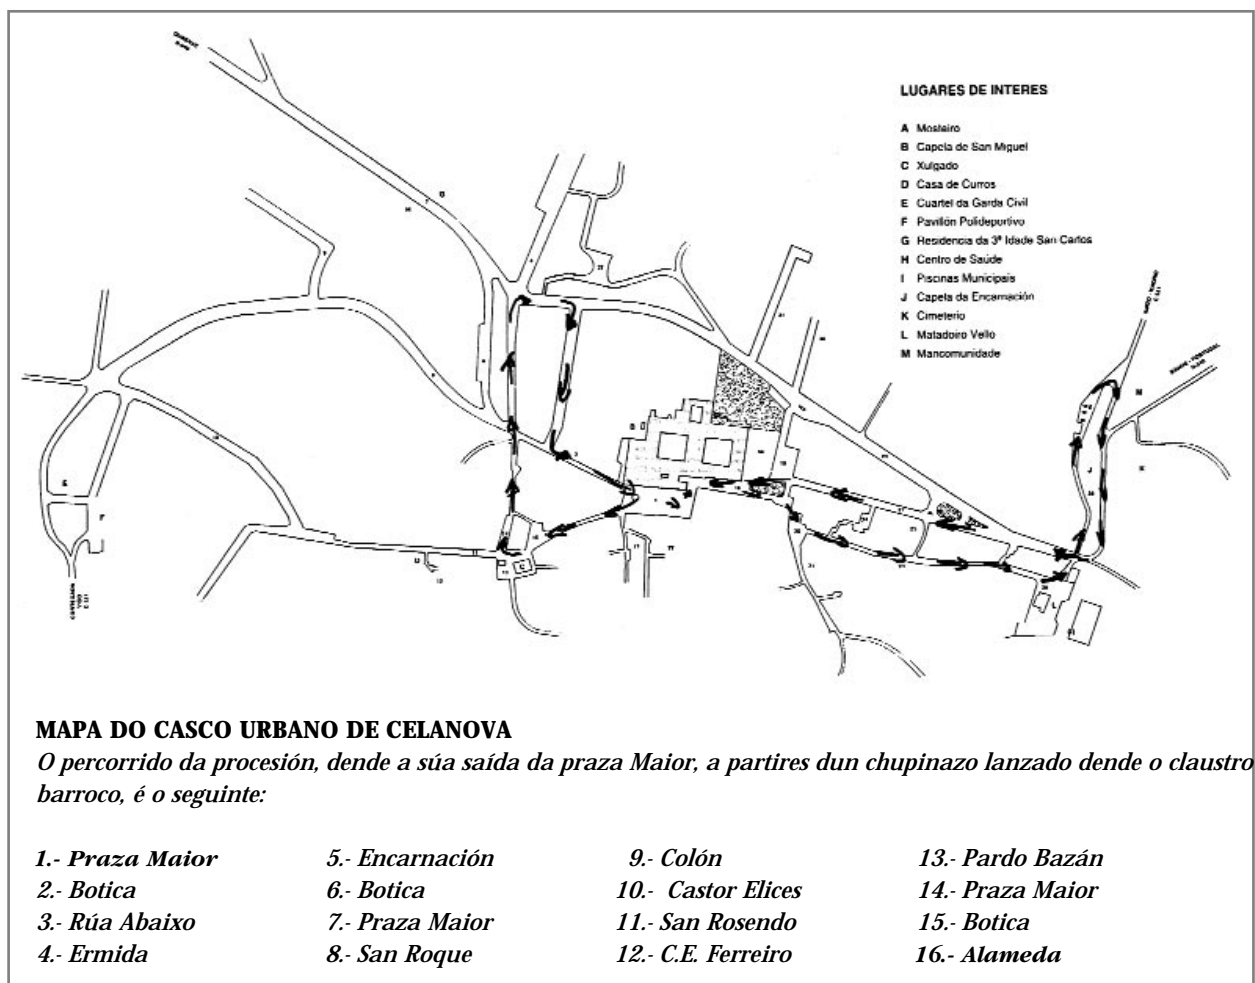 LUGARES DE INTERES
A Mosteiro
B Capela de San Miguel
C Xulgado
D Casa de Curros
E Cuartel da Garda Civil
F Pavillón Polideportivo
G Residencia da 3ª Idade San Carlos
H Centro de Saúde
I Piscinas Municipais
J Capela da Encarnación
K Cimeterio
L Matadoiro Vello
M Mancomunidade
MAPA DO CASCO URBANO DE CELANOVA
O percorrido da procesión, dende a súa saída da praza Maior, a partires dun chupinazo lanzado dende o claustro
barroco, é o seguinte:
1.- Praza Maior
2.- Botica
3.- Rúa Abaixo
4.- Ermida
5.- Encarnación
6.- Botica
7.- Praza Maior
8.- San Roque
9.- Colón
10.- Castor Elices
11.- San Rosendo
12.- C.E. Ferreiro
13.- Pardo Bazán
14.- Praza Maior
15.- Botica
16.- Alameda